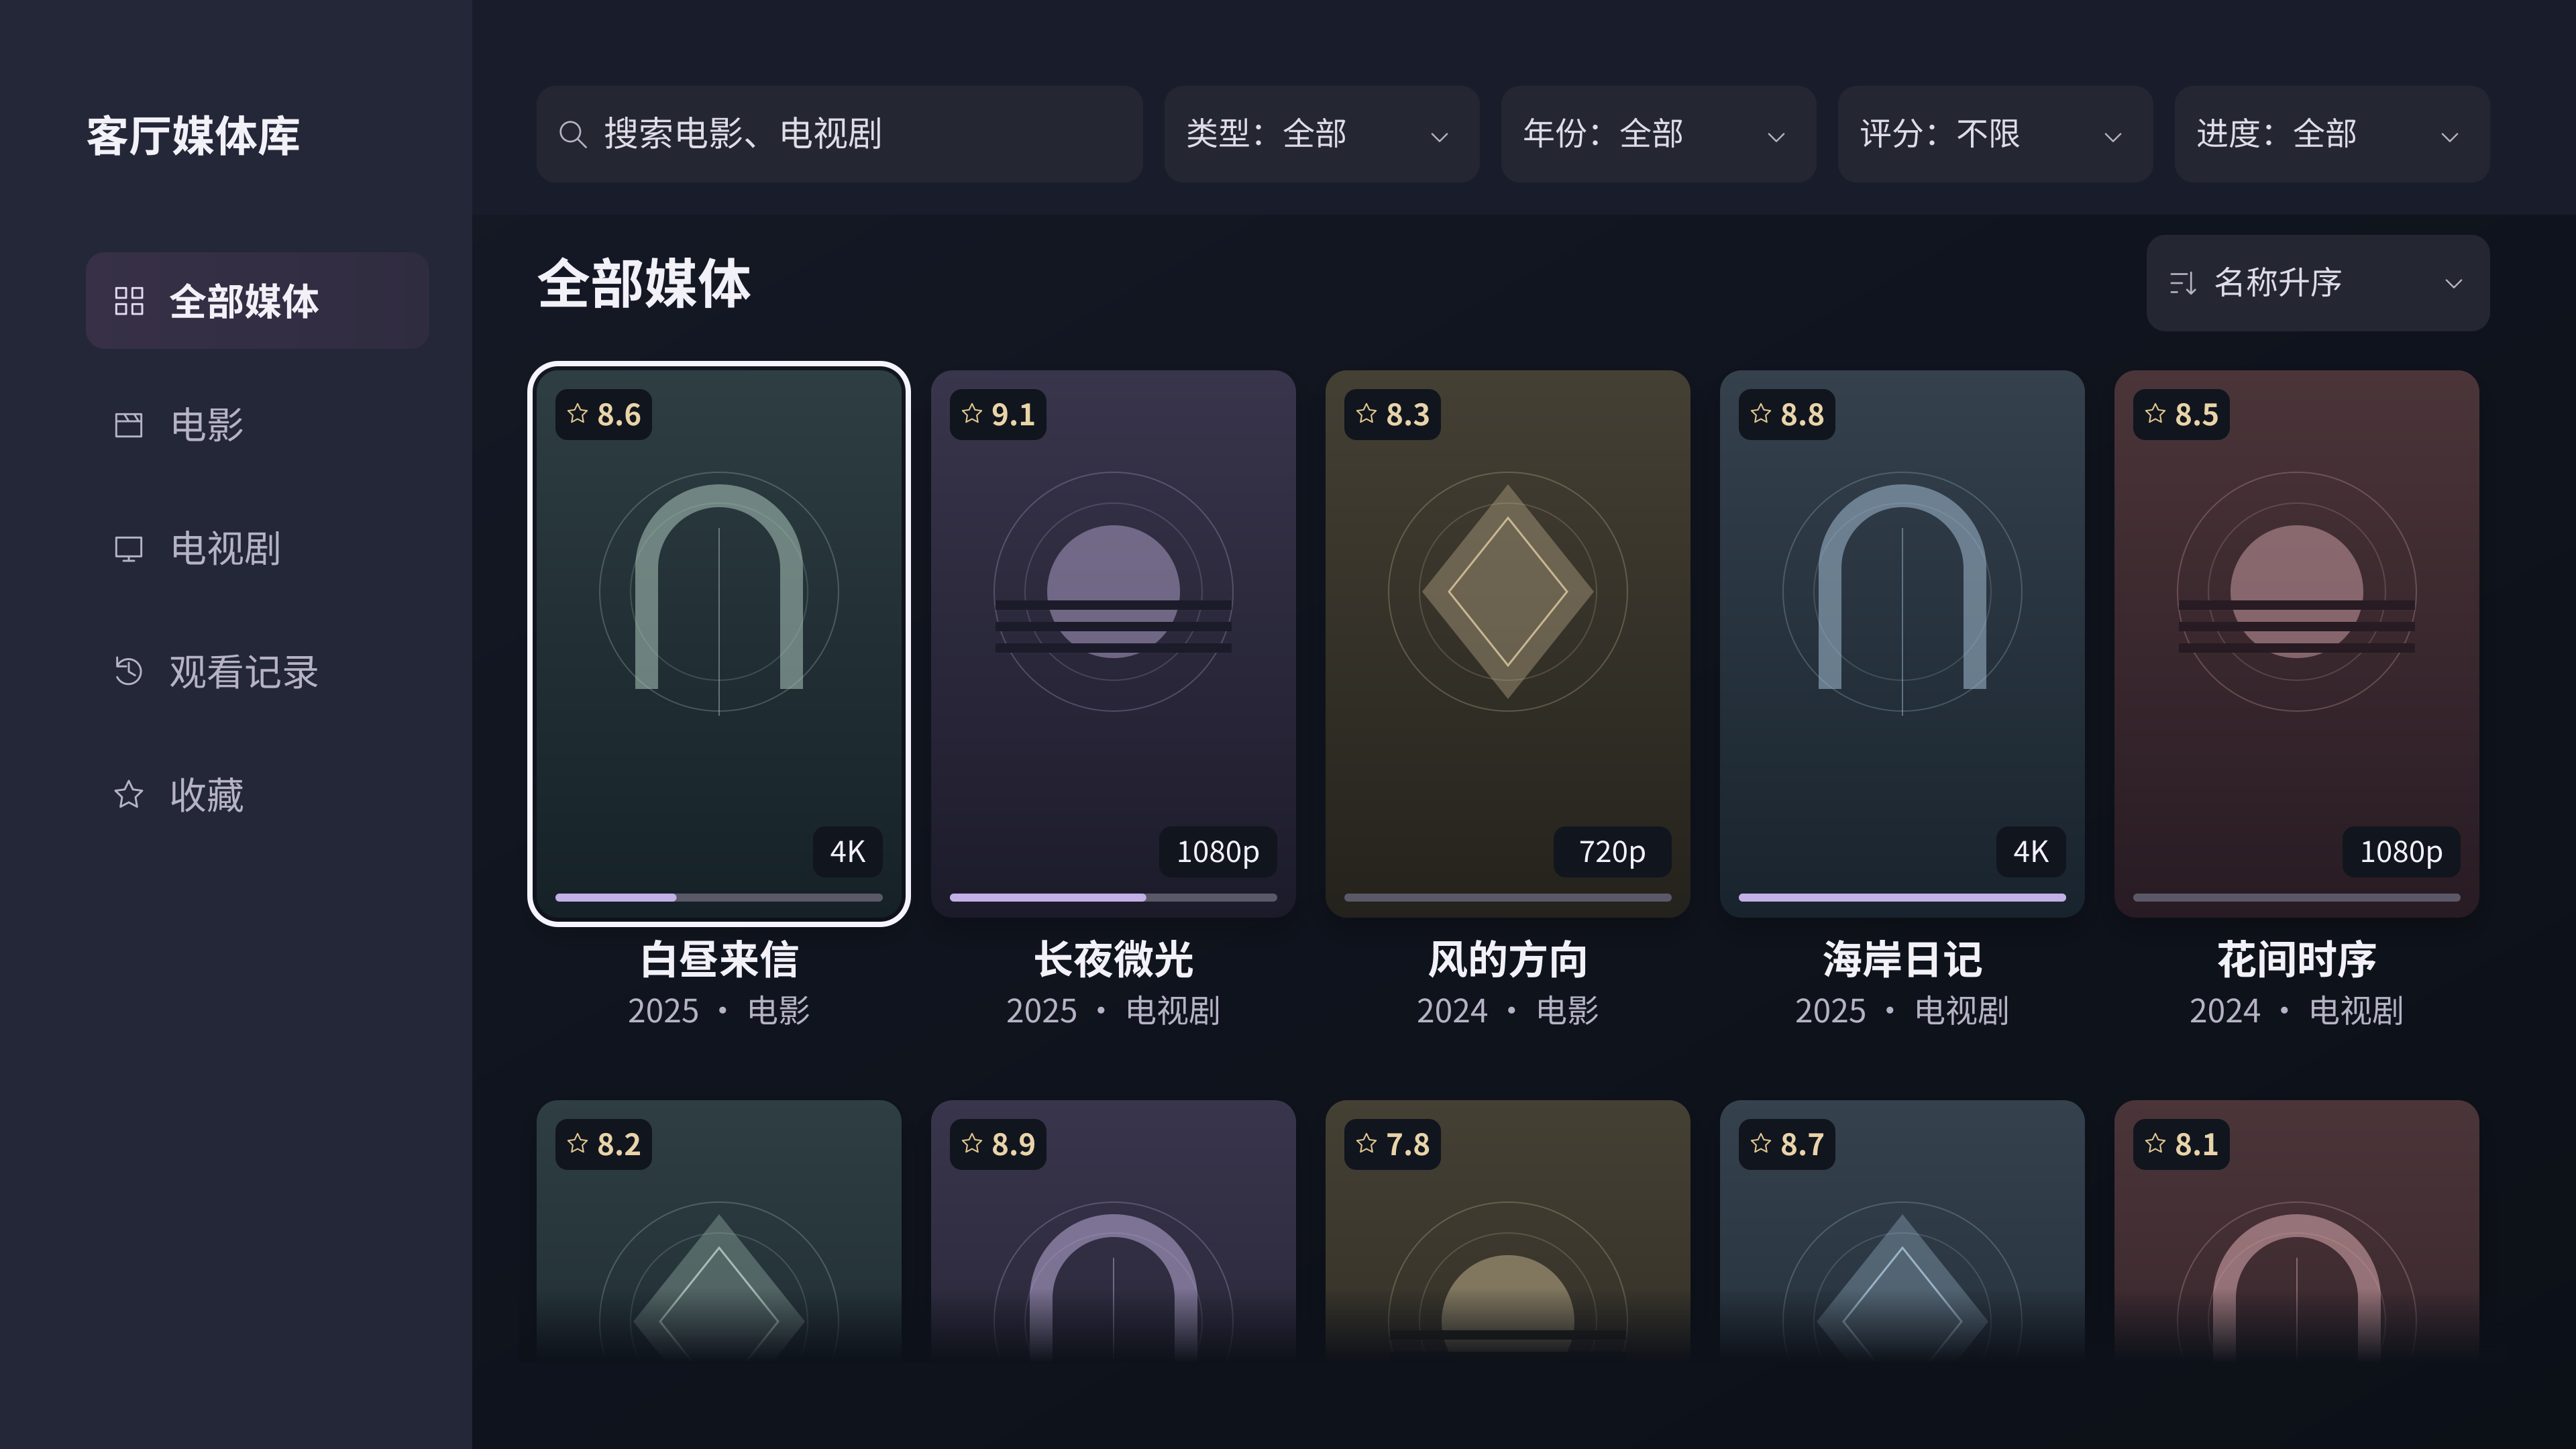 客厅媒体库
全部媒体
电影
电视剧
观看记录
收藏
搜索电影、电视剧
类型：全部
年份：全部
评分：不限
进度：全部
全部媒体
名称升序
8.6
4K
白昼来信
2025 • 电影
9.1
1080p
长夜微光
2025 • 电视剧
8.3
720p
风的方向
2024 • 电影
8.8
4K
海岸日记
2025 • 电视剧
8.5
1080p
花间时序
2024 • 电视剧
8.2
8.9
7.8
8.7
8.1